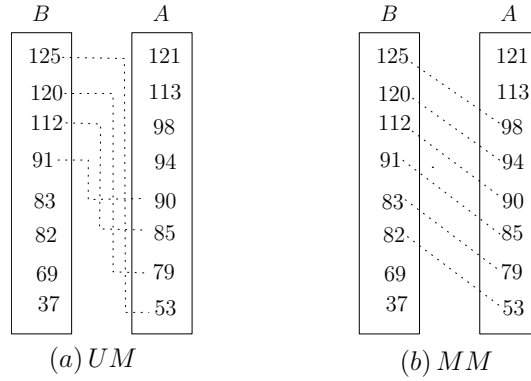 B A B A
125 121 125 121
120 113 120 113
112 98 112 98
91 94 91 94
83 90 83 90
82 85 82 85
69 79 69 79
37 53 37 53
(a) UM (b) MM